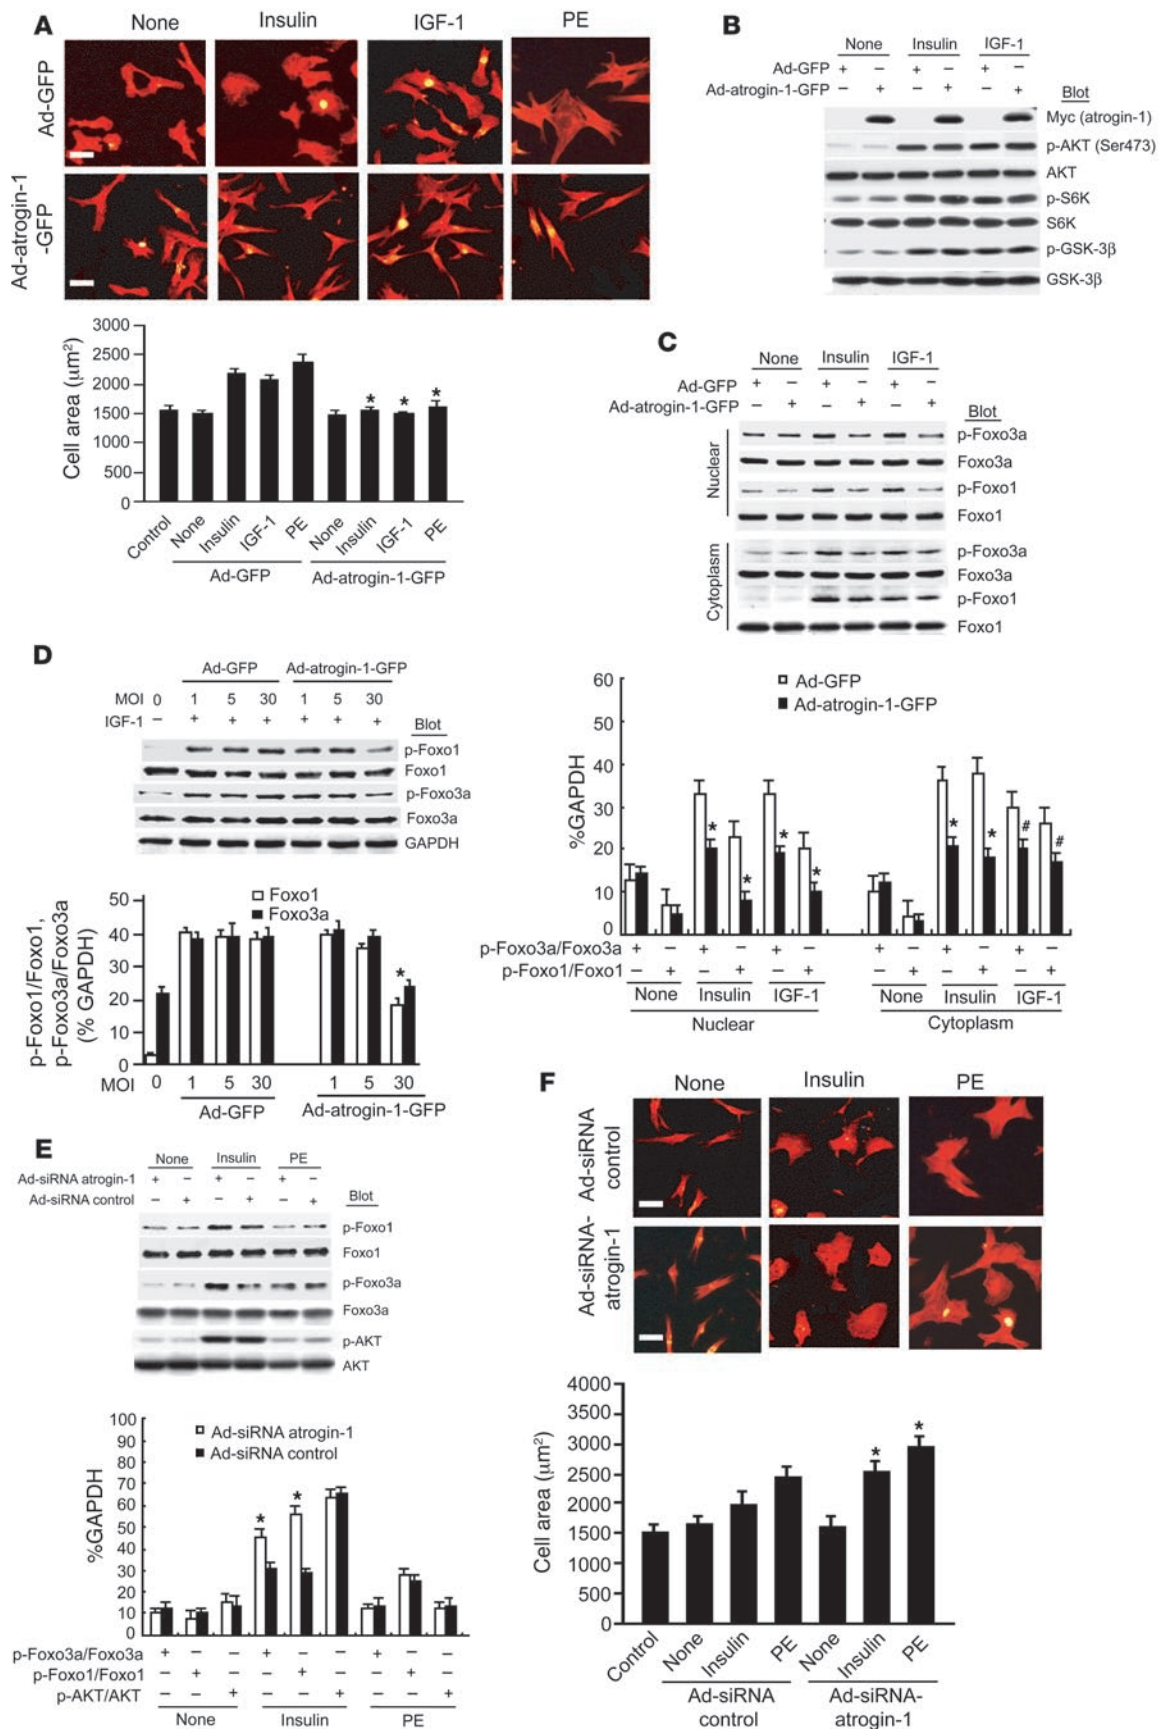 A
None Insulin IGF-1 PE
Ad-GFP
Ad-atrogin-1
-GFP
Cell area (μm²)
3000
2500
2000
1500
1000
500
0
* * *
Control None Insulin IGF-1 PE None Insulin IGF-1 PE
Ad-GFP Ad-atrogin-1-GFP
B
None Insulin IGF-1
Ad-GFP + – + – + –
Ad-atrogin-1-GFP – + – + – +
Blot
Myc (atrogin-1)
p-AKT (Ser473)
AKT
p-S6K
S6K
p-GSK-3β
GSK-3β
C
None Insulin IGF-1
Ad-GFP + – + – + –
Ad-atrogin-1-GFP – + – + – +
Blot
Nuclear
p-Foxo3a
Foxo3a
p-Foxo1
Foxo1
Cytoplasm
p-Foxo3a
Foxo3a
p-Foxo1
Foxo1
Ad-GFP
Ad-atrogin-1-GFP
%GAPDH
60
50
40
30
20
10
0
* * * * * * # #
p-Foxo3a/Foxo3a + – + – + – + – + – + –
p-Foxo1/Foxo1 – + – + – + – + – + – +
None Insulin IGF-1 None Insulin IGF-1
Nuclear Cytoplasm
D
Ad-GFP Ad-atrogin-1-GFP
MOI 0 1 5 30 1 5 30
IGF-1 – + + + + + +
Blot
p-Foxo1
Foxo1
p-Foxo3a
Foxo3a
GAPDH
p-Foxo1/Foxo1,
p-Foxo3a/Foxo3a
(% GAPDH)
50
40
30
20
10
0
Foxo1
Foxo3a
*
MOI 0 1 5 30 1 5 30
Ad-GFP Ad-atrogin-1-GFP
E
None Insulin PE
Ad-siRNA atrogin-1 + – + – + –
Ad-siRNA control – + – + – +
Blot
p-Foxo1
Foxo1
p-Foxo3a
Foxo3a
p-AKT
AKT
%GAPDH
100
90
80
70
60
50
40
30
20
10
0
Ad-siRNA atrogin-1
Ad-siRNA control
* *
p-Foxo3a/Foxo3a + – – + – – + – –
p-Foxo1/Foxo1 – + – – + – – + –
p-AKT/AKT – – + – – + – – +
None Insulin PE
F
None Insulin PE
Ad-siRNA
control
Ad-siRNA-
atrogin-1
Cell area (μm²)
4000
3500
3000
2500
2000
1500
1000
500
0
* *
Control None Insulin PE None Insulin PE
Ad-siRNA Ad-siRNA-
control atrogin-1